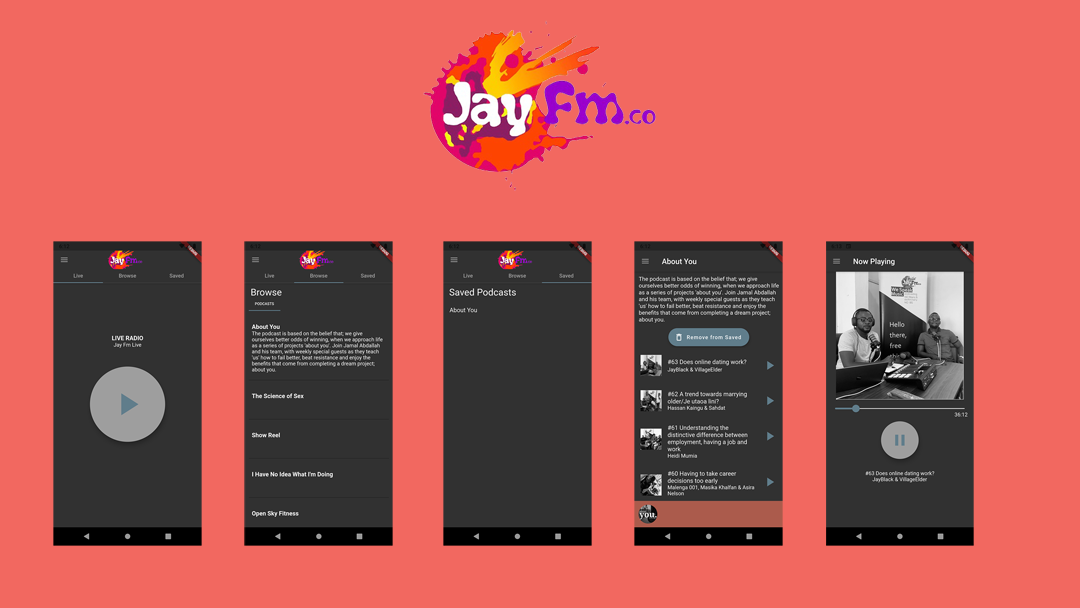 Jay Fm.co
Live
Browse
Saved
LIVE RADIO
Jay Fm Live
Live
Browse
Saved
Browse
PODCASTS
About You
The podcast is based on the belief that; we give
ourselves better odds of winning, when we approach life
as a series of projects 'about you'. Join Jamal Abdallah
and his team, with weekly special guests as they teach
'us' how to fail better, beat resistance and enjoy the
benefits that come from completing a dream project;
about you.
The Science of Sex
Show Reel
I Have No Idea What I'm Doing
Open Sky Fitness
Live
Browse
Saved
Saved Podcasts
About You
About You
The podcast is based on the belief that; we give
ourselves better odds of winning, when we approach life
as a series of projects 'about you'. Join Jamal Abdallah
and his team, with weekly special guests as they teach
'us' how to fail better, beat resistance and enjoy the
benefits that come from completing a dream project;
about you.
Remove from Saved
#63 Does online dating work?
JayBlack & VillageElder
#62 A trend towards marrying
older/Je utaoa lini?
Hassan Kaingu & Sahdat
#61 Understanding the
distinctive difference between
employment, having a job and
work
Heidi Mumia
#60 Having to take career
decisions too early
Malenga 001, Masika Khalfan & Asira
Nelson
you.
Now Playing
Hello
there,
free
36:12
#63 Does online dating work?
JayBlack & VillageElder